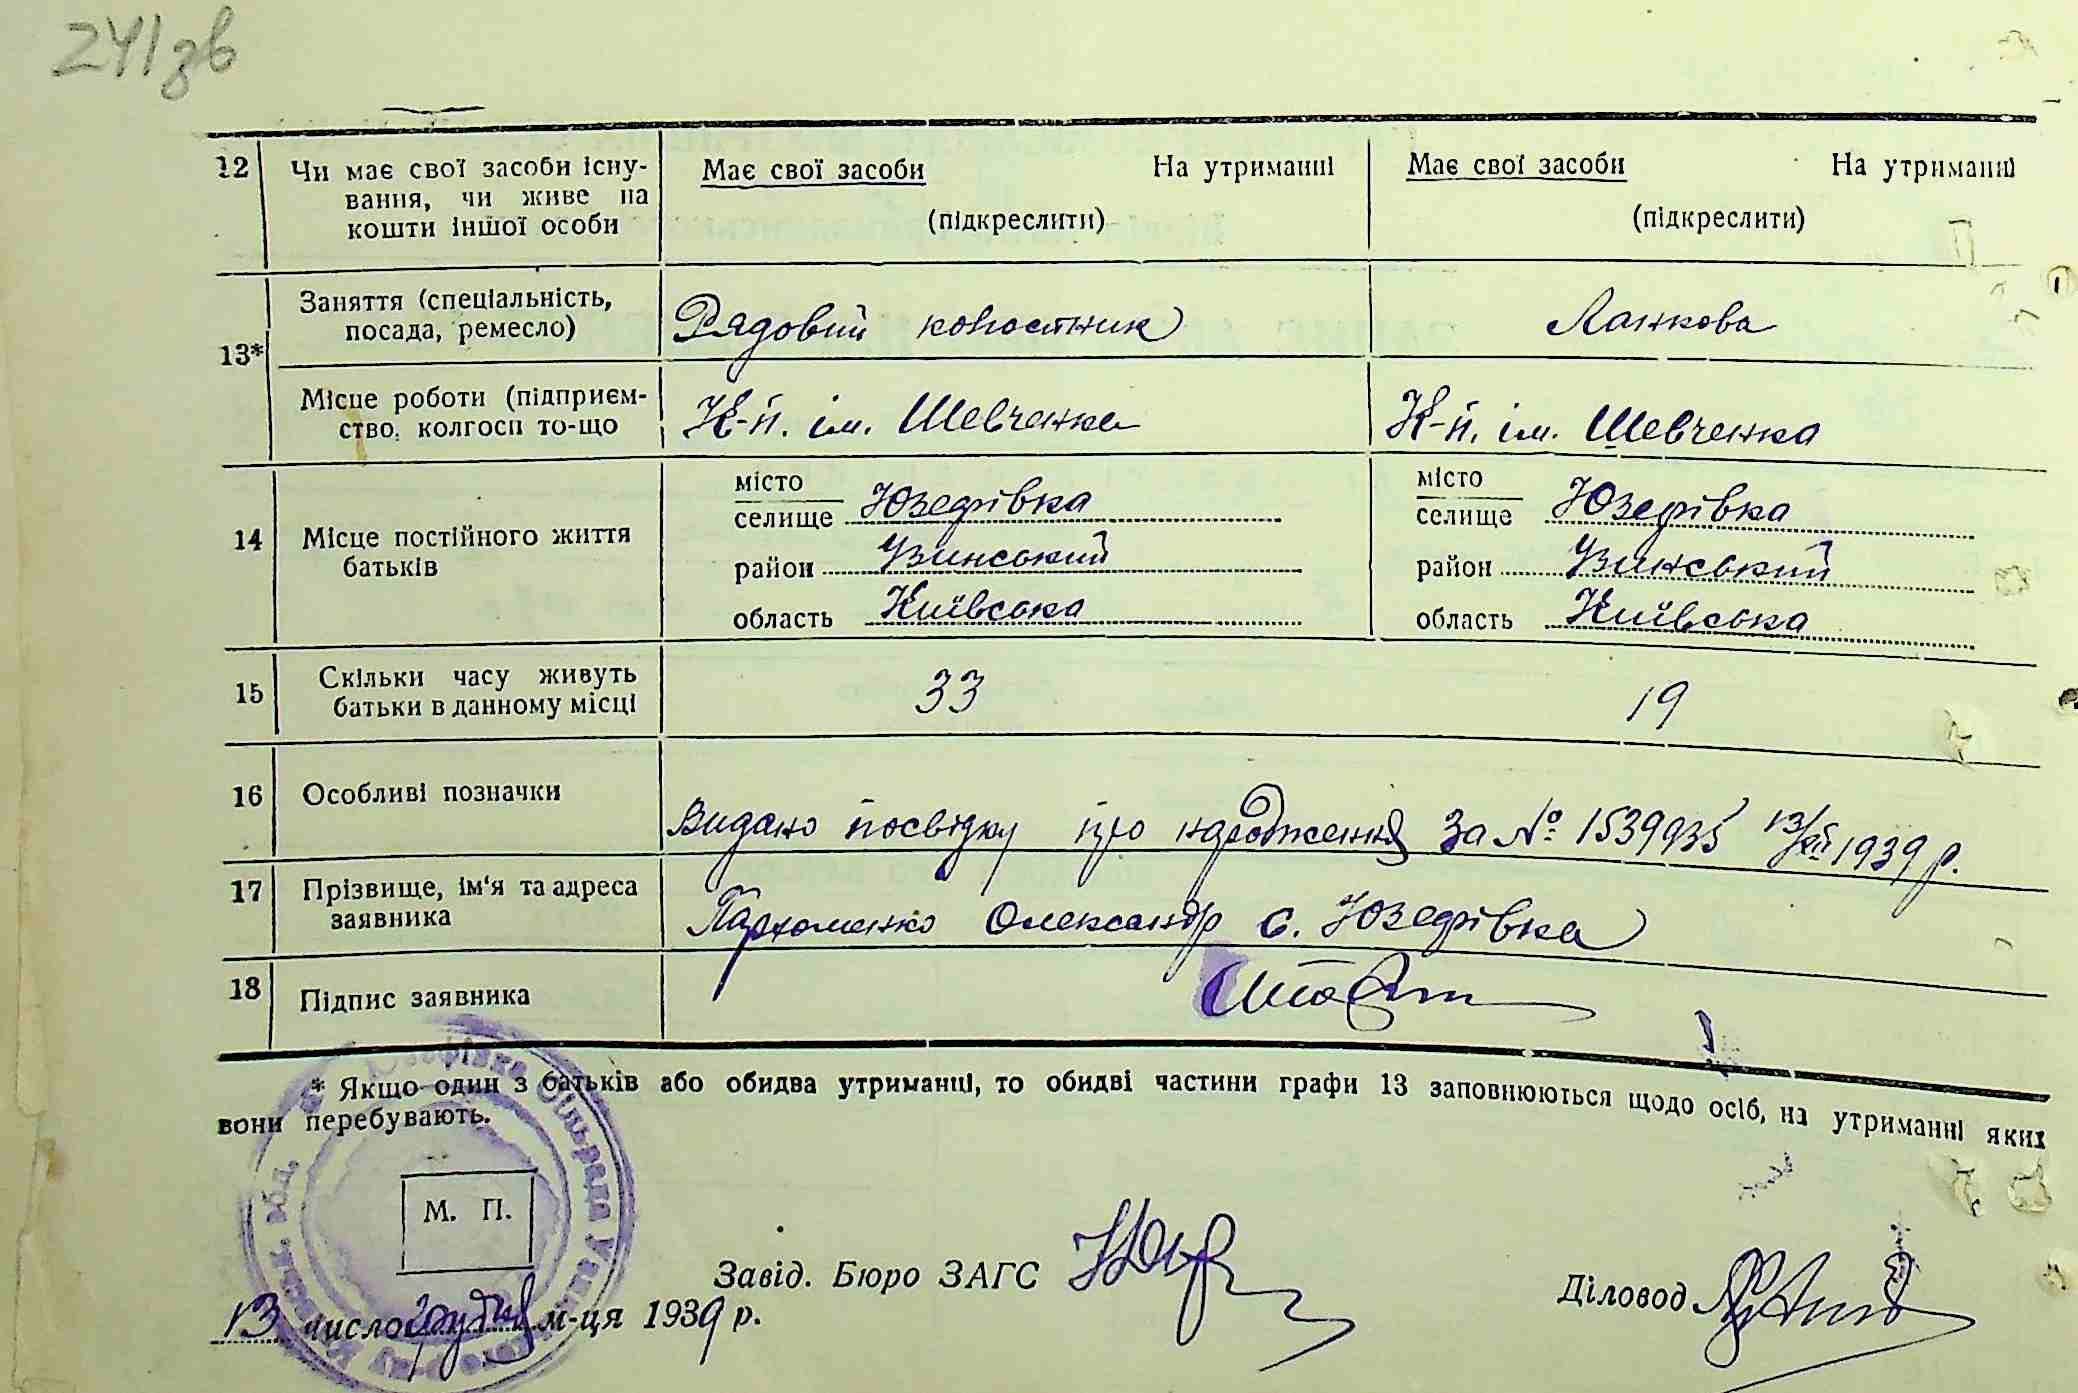 241зв
12 Чи має свої засоби існу-
вання, чи живе на
кошти іншої особи
Має свої засоби На утриманні
(підкреслити)
Має свої засоби На утриманні
(підкреслити)
13* Заняття (спеціальність,
посада, ремесло)
Рядовий
Ланкова
Місце роботи (підприєм-
ство, колгосп то-що
К-п. ім. Шевченка
К-п. ім. Шевченка
14 Місце постійного життя
батьків
місто
селище Юзефівка
район Узинський
область Київська
місто
селище Юзефівка
район Узинський
область Київська
15 Скільки часу живуть
батьки в данному місці
33
19
16 Особливі позначки
Видано посвідку про народження за № 1539935 13/XII 1939 р.
17 Прізвище, ім'я та адреса
заявника
Пархоменко Олександр с. Юзефівка
18 Підпис заявника
* Якщо один з батьків або обидва утриманці, то обидві частини графи 13 заповнюються щодо осіб, на утриманні яких
вони перебувають.
М. П.
Завід. Бюро ЗАГС
Діловод
13 число грудня м-ця 1939 р.